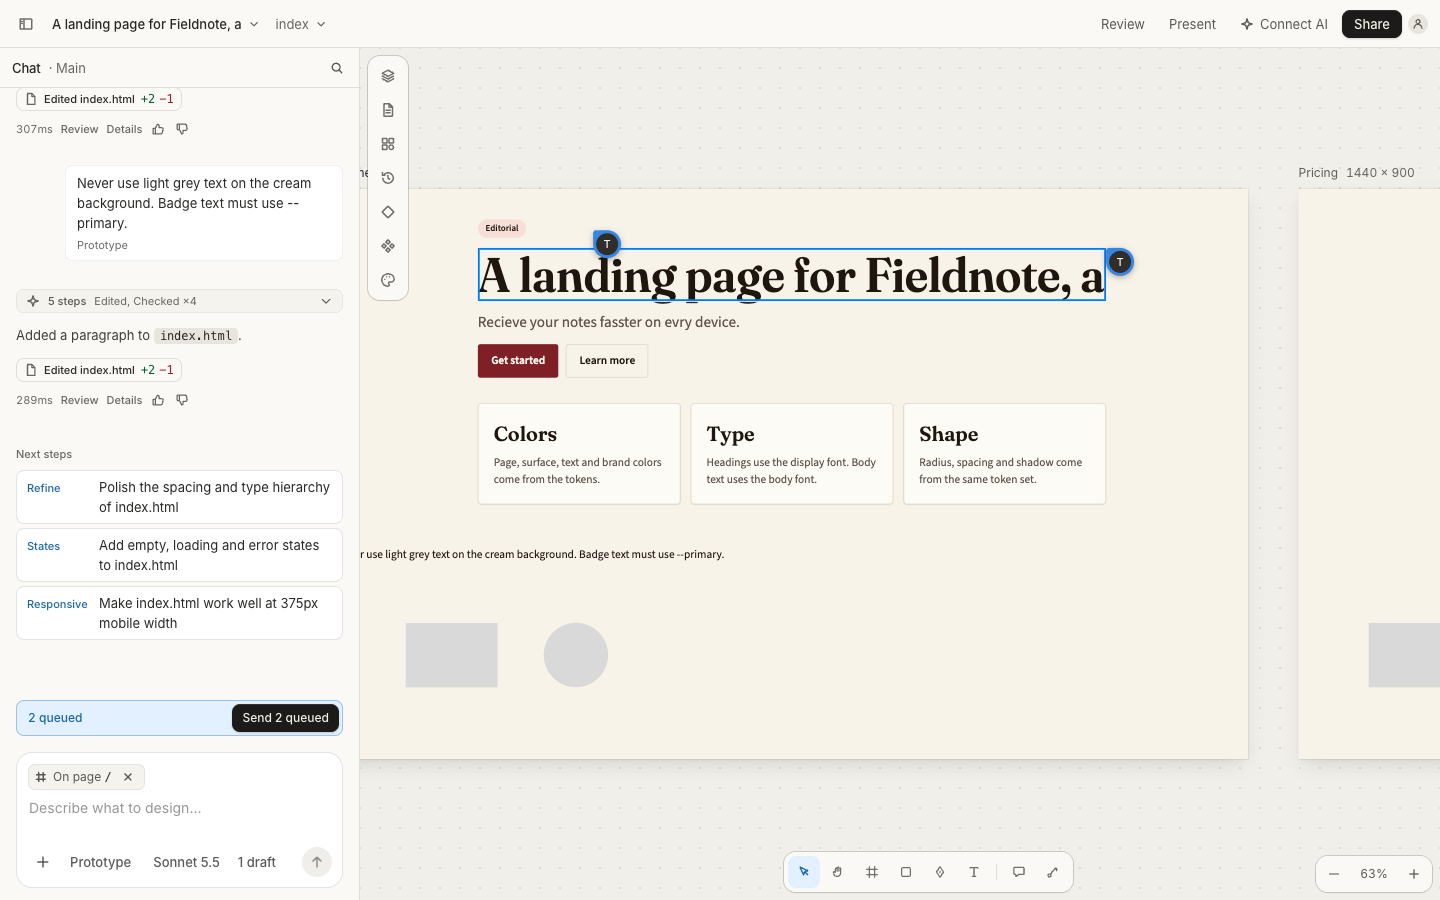 A landing page for Fieldnote, a
index
Review
Present
Connect AI
Share
Chat · Main
Edited index.html +2 −1
307ms Review Details
Never use light grey text on the cream
background. Badge text must use --
primary.
Prototype
5 steps Edited, Checked ×4
Added a paragraph to index.html.
Edited index.html +2 −1
289ms Review Details
Next steps
Refine
Polish the spacing and type hierarchy
of index.html
States
Add empty, loading and error states
to index.html
Responsive
Make index.html work well at 375px
mobile width
2 queued
Send 2 queued
On page /
Describe what to design...
Prototype
Sonnet 5.5
1 draft
Pricing 1440 × 900
Editorial
T
T
A landing page for Fieldnote, a
Recieve your notes fasster on evry device.
Get started
Learn more
Colors
Page, surface, text and brand colors
come from the tokens.
Type
Headings use the display font. Body
text uses the body font.
Shape
Radius, spacing and shadow come
from the same token set.
use light grey text on the cream background. Badge text must use --primary.
63%